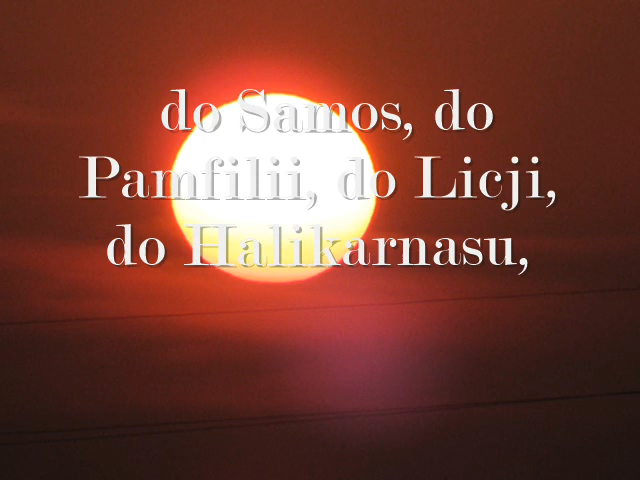 do Samos, do
Pamfilii, do Licji,
do Halikarnasu,